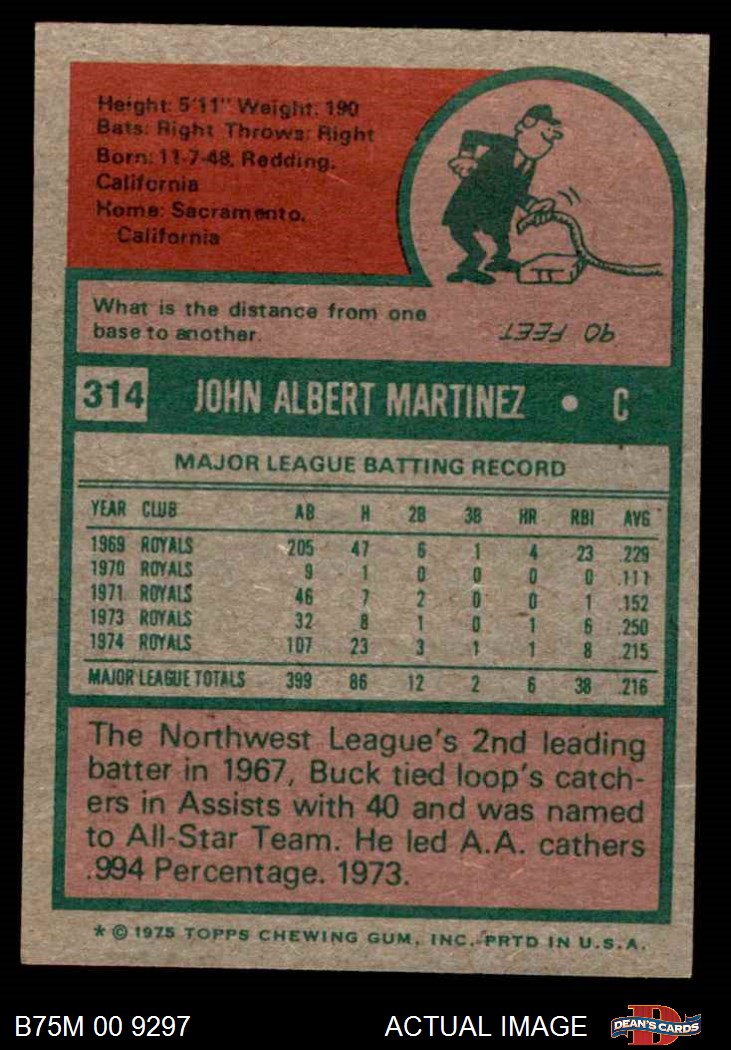 Height: 5'11" Weight: 190
Bats: Right Throws: Right
Born: 11-7-48, Redding,
California
Home: Sacramento,
California
What is the distance from one
base to another.
90 FEET
314 JOHN ALBERT MARTINEZ • C
MAJOR LEAGUE BATTING RECORD
YEAR CLUB AB H 2B 3B HR RBI AVG
1969 ROYALS 205 47 6 1 4 23 .229
1970 ROYALS 9 1 0 0 0 0 .111
1971 ROYALS 46 7 2 0 0 1 .152
1973 ROYALS 32 8 1 0 1 6 .250
1974 ROYALS 107 23 3 1 1 8 .215
MAJOR LEAGUE TOTALS 399 86 12 2 6 38 .216
The Northwest League's 2nd leading
batter in 1967, Buck tied loop's catch-
ers in Assists with 40 and was named
to All-Star Team. He led A.A. cathers
.994 Percentage. 1973.
* © 1975 TOPPS CHEWING GUM, INC. PRTD IN U.S.A.
B75M 00 9297 ACTUAL IMAGE
D
DEAN'S CARDS